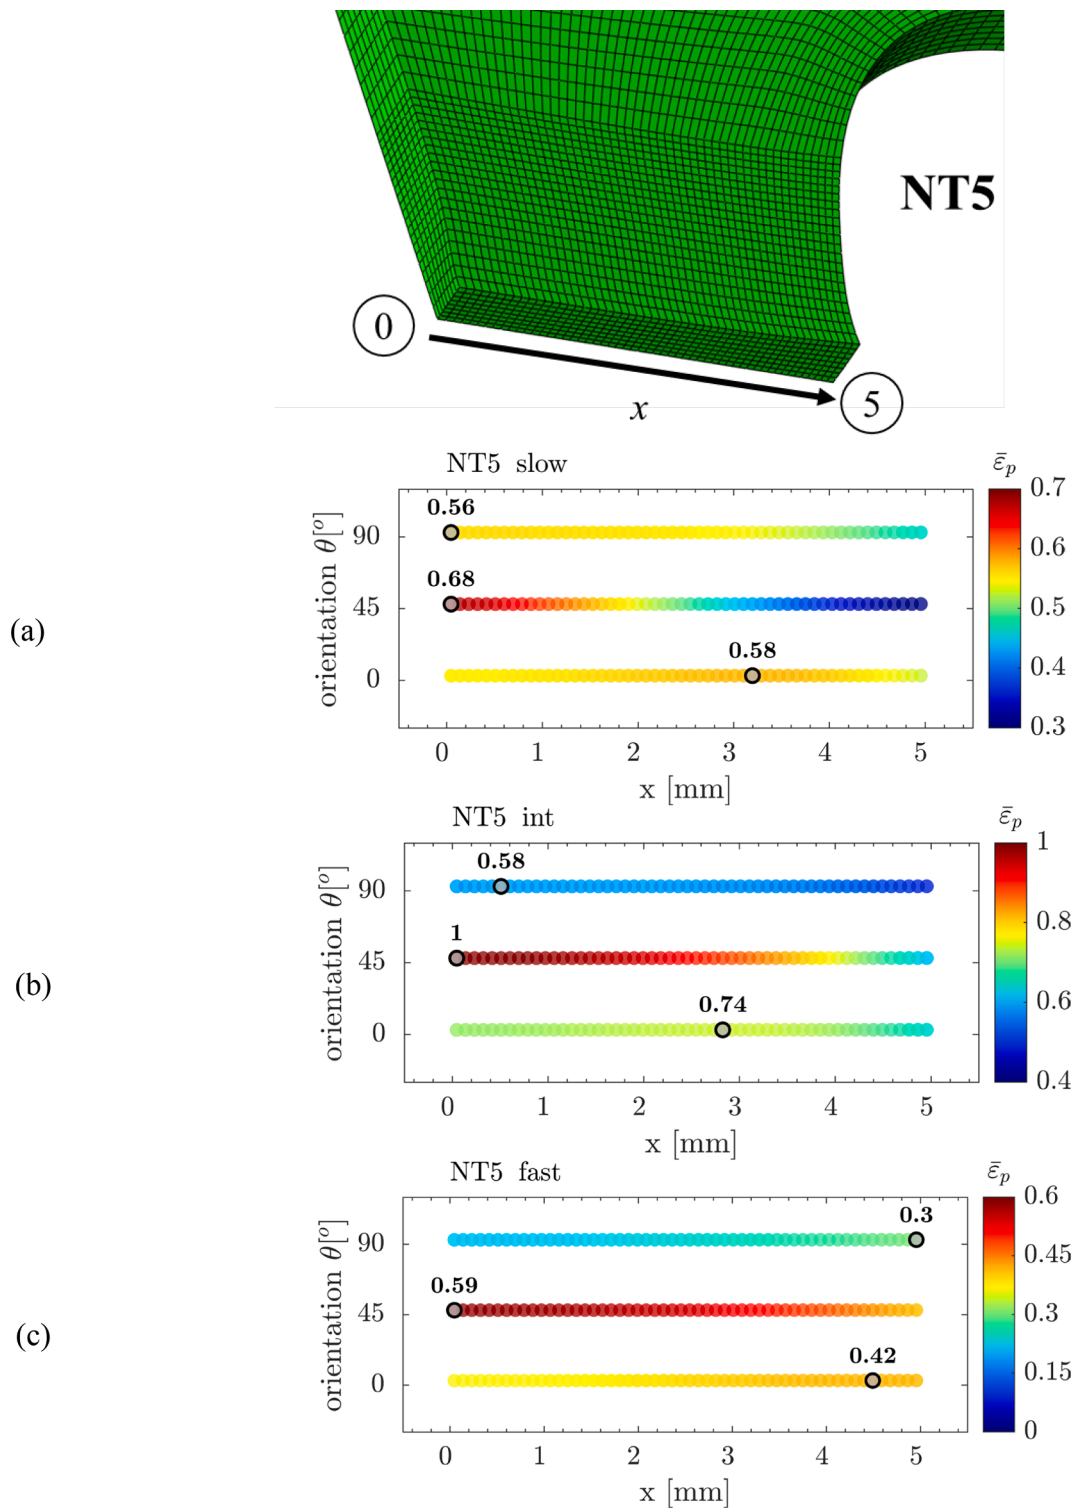 NT5
0
5
x
(a)
NT5 slow
ε̄ₚ
orientation θ[°]
90
45
0
0.56
0.68
0.58
0.7
0.6
0.5
0.4
0.3
0 1 2 3 4 5
x [mm]
(b)
NT5 int
ε̄ₚ
orientation θ[°]
90
45
0
0.58
1
0.74
1
0.8
0.6
0.4
0 1 2 3 4 5
x [mm]
(c)
NT5 fast
ε̄ₚ
orientation θ[°]
90
45
0
0.3
0.59
0.42
0.6
0.45
0.3
0.15
0
0 1 2 3 4 5
x [mm]